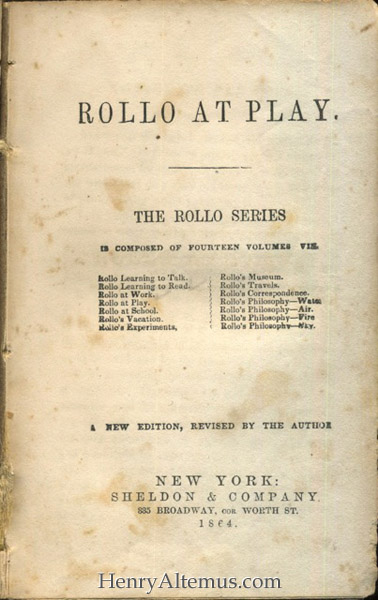 ROLLO AT PLAY.
THE ROLLO SERIES
IS COMPOSED OF FOURTEEN VOLUMES VIZ.
Rollo Learning to Talk.
Rollo Learning to Read.
Rollo at Work.
Rollo at Play.
Rollo at School.
Rollo's Vacation.
Rollo's Experiments,
Rollo's Museum.
Rollo's Travels.
Rollo's Correspondence.
Rollo's Philosophy—Water
Rollo's Philosophy—Air.
Rollo's Philosophy—Fire
Rollo's Philosophy—Sky.
A NEW EDITION, REVISED BY THE AUTHOR
NEW YORK:
SHELDON & COMPANY.
335 BROADWAY, COR WORTH ST.
1864.
HenryAltemus.com